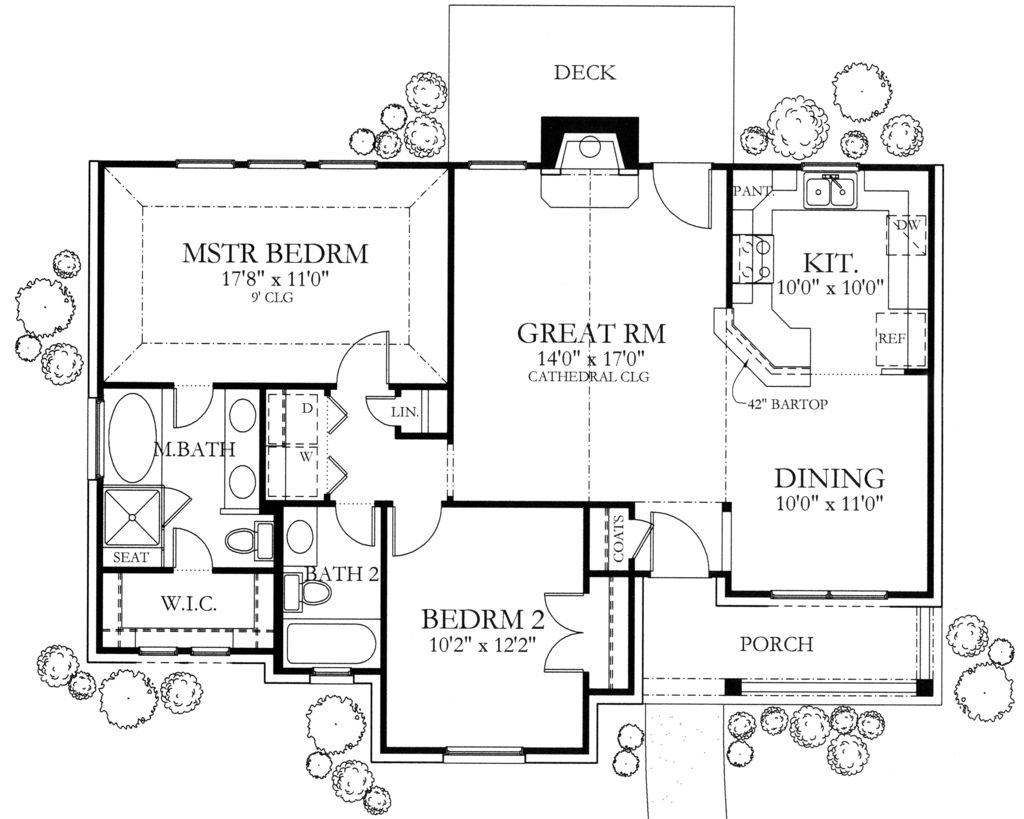 DECK
PANT.
DW
MSTR BEDRM
17'8" x 11'0"
9' CLG
KIT.
10'0" x 10'0"
GREAT RM
14'0" x 17'0"
CATHEDRAL CLG
REF
42" BARTOP
D
LIN.
M.BATH
W
DINING
10'0" x 11'0"
COATS
SEAT
BATH 2
W.I.C.
BEDRM 2
10'2" x 12'2"
PORCH